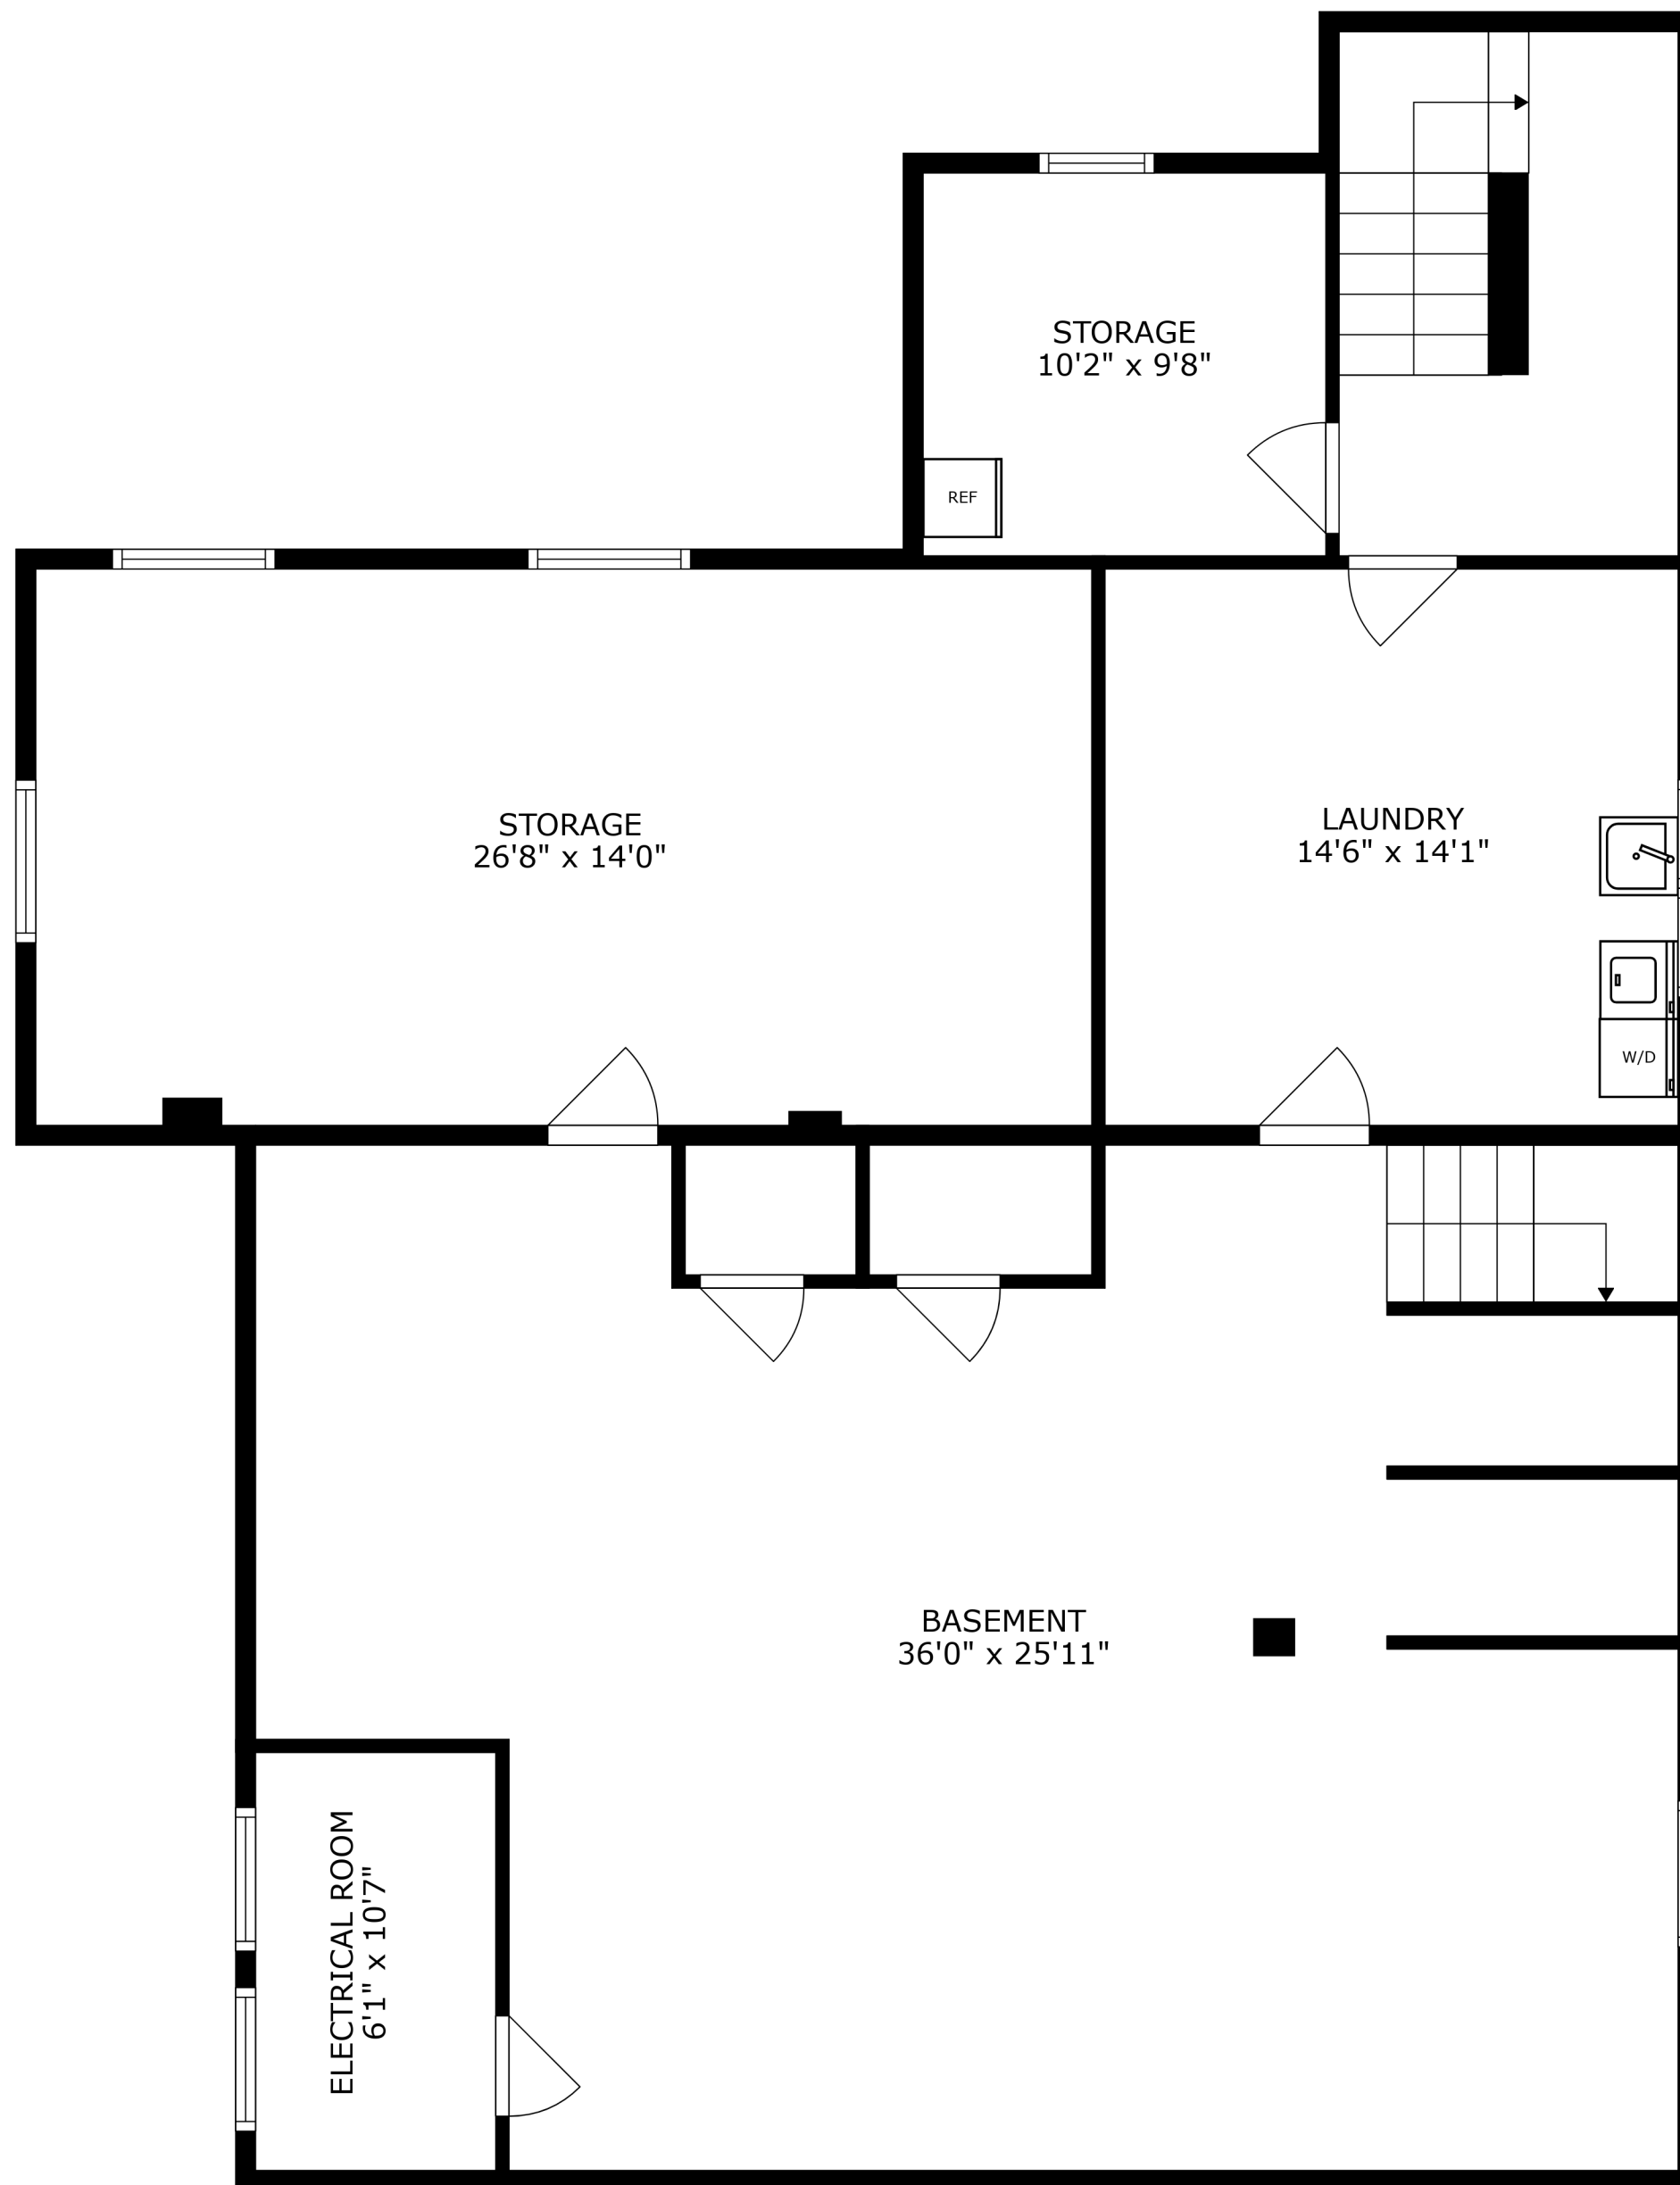 STORAGE
10'2" x 9'8"
REF
STORAGE
26'8" x 14'0"
LAUNDRY
14'6" x 14'1"
W/D
BASEMENT
36'0" x 25'11"
ELECTRICAL ROOM
6'1" x 10'7"